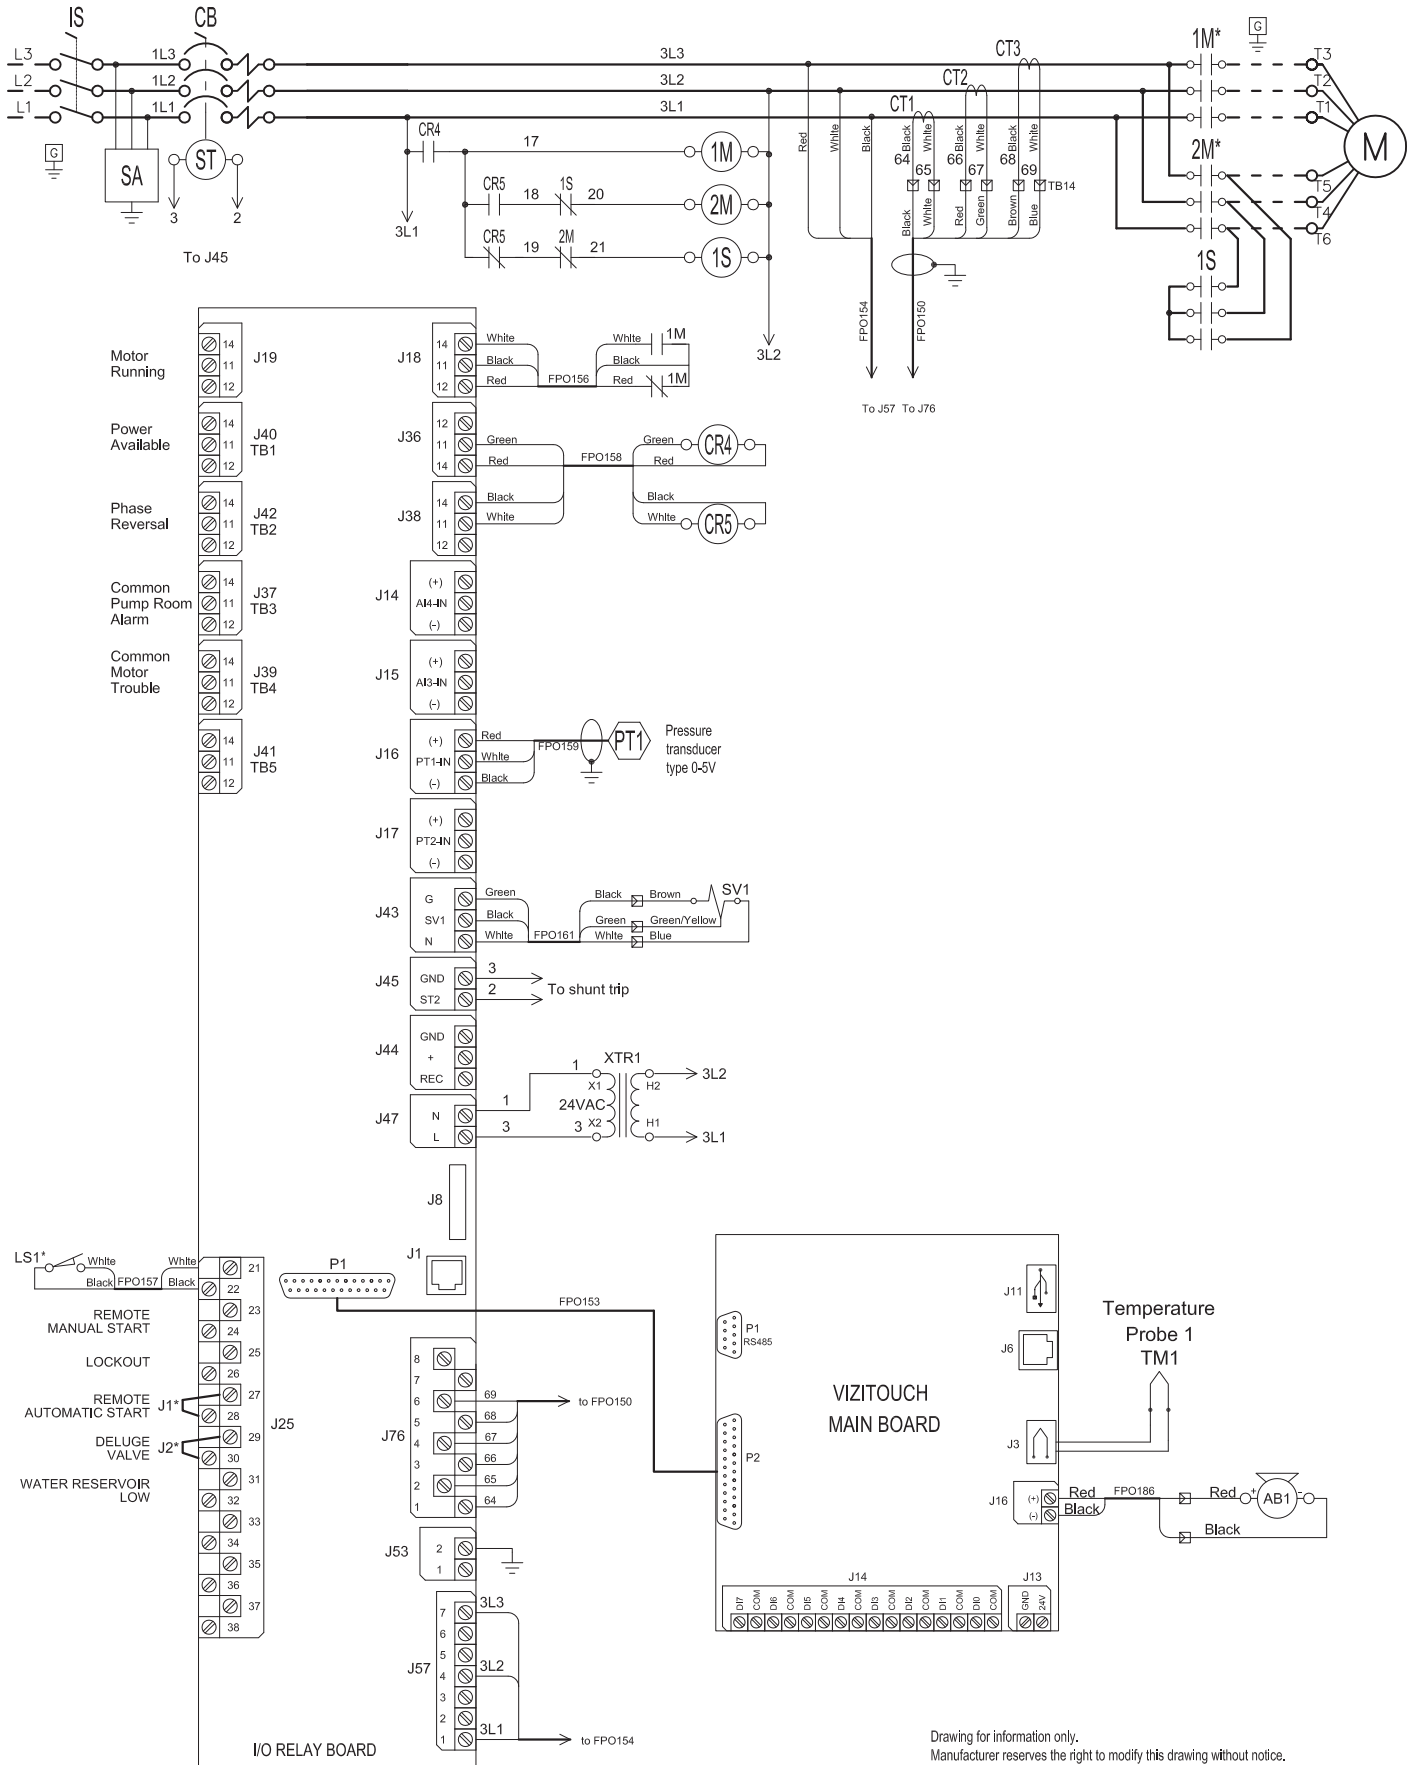 IS
CB
L3
1L3
L2
1L2
L1
1L1
G
SA
ST
3
2
To J45
3L3
3L2
3L1
CR4
17
1M
CR5
18
1S
20
2M
CR5
19
2M
21
1S
3L1
3L2
CT3
CT2
CT1
Red
White
Black
Black
White
Black
White
Black
White
64
65
66
67
68
69
TB14
Black
White
Red
Green
Brown
Blue
FPO154
FPO150
To J57
To J76
1M*
G
T3
T2
T1
2M*
M
T5
T4
T6
1S
Motor
Running
14
11
12
J19
Power
Available
14
11
12
J40
TB1
Phase
Reversal
14
11
12
J42
TB2
Common
Pump Room
Alarm
14
11
12
J37
TB3
Common
Motor
Trouble
14
11
12
J39
TB4
14
11
12
J41
TB5
J18
14
11
12
White
Black
Red
FPO156
White
Black
Red
1M
1M
J36
12
11
14
Green
Red
FPO158
Green
Red
CR4
J38
14
11
12
Black
White
Black
White
CR5
J14
(+)
AI4-IN
(-)
J15
(+)
AI3-IN
(-)
J16
(+)
PT1-IN
(-)
Red
White
Black
FPO159
PT1
Pressure
transducer
type 0-5V
J17
(+)
PT2-IN
(-)
J43
G
SV1
N
Green
Black
White
FPO161
Black
Green
White
Brown
Green/Yellow
Blue
SV1
J45
GND
ST2
3
2
To shunt trip
J44
GND
+
REC
J47
N
L
1
3
1
3
XTR1
X1
X2
24VAC
H2
H1
3L2
3L1
J8
J1
P1
LS1*
White
Black
FPO157
White
Black
REMOTE
MANUAL START
LOCKOUT
REMOTE
AUTOMATIC START
J1*
DELUGE
VALVE
J2*
WATER RESERVOIR
LOW
21
22
23
24
25
26
27
28
29
30
31
32
33
34
35
36
37
38
J25
FPO153
J76
8
7
6
5
4
3
2
1
69
68
67
66
65
64
to FPO150
J53
2
1
J57
7
6
5
4
3
2
1
3L3
3L2
3L1
to FPO154
I/O RELAY BOARD
P1
RS485
P2
VIZITOUCH
MAIN BOARD
J11
J6
J3
Temperature
Probe 1
TM1
J16
(+)
(-)
Red
Black
FPO186
Red
Black
+
-
AB1
J14
DI7
COM
DI6
COM
DI5
COM
DI4
COM
DI3
COM
DI2
COM
DI1
COM
DI0
COM
J13
GND
24V
Drawing for information only.
Manufacturer reserves the right to modify this drawing without notice.